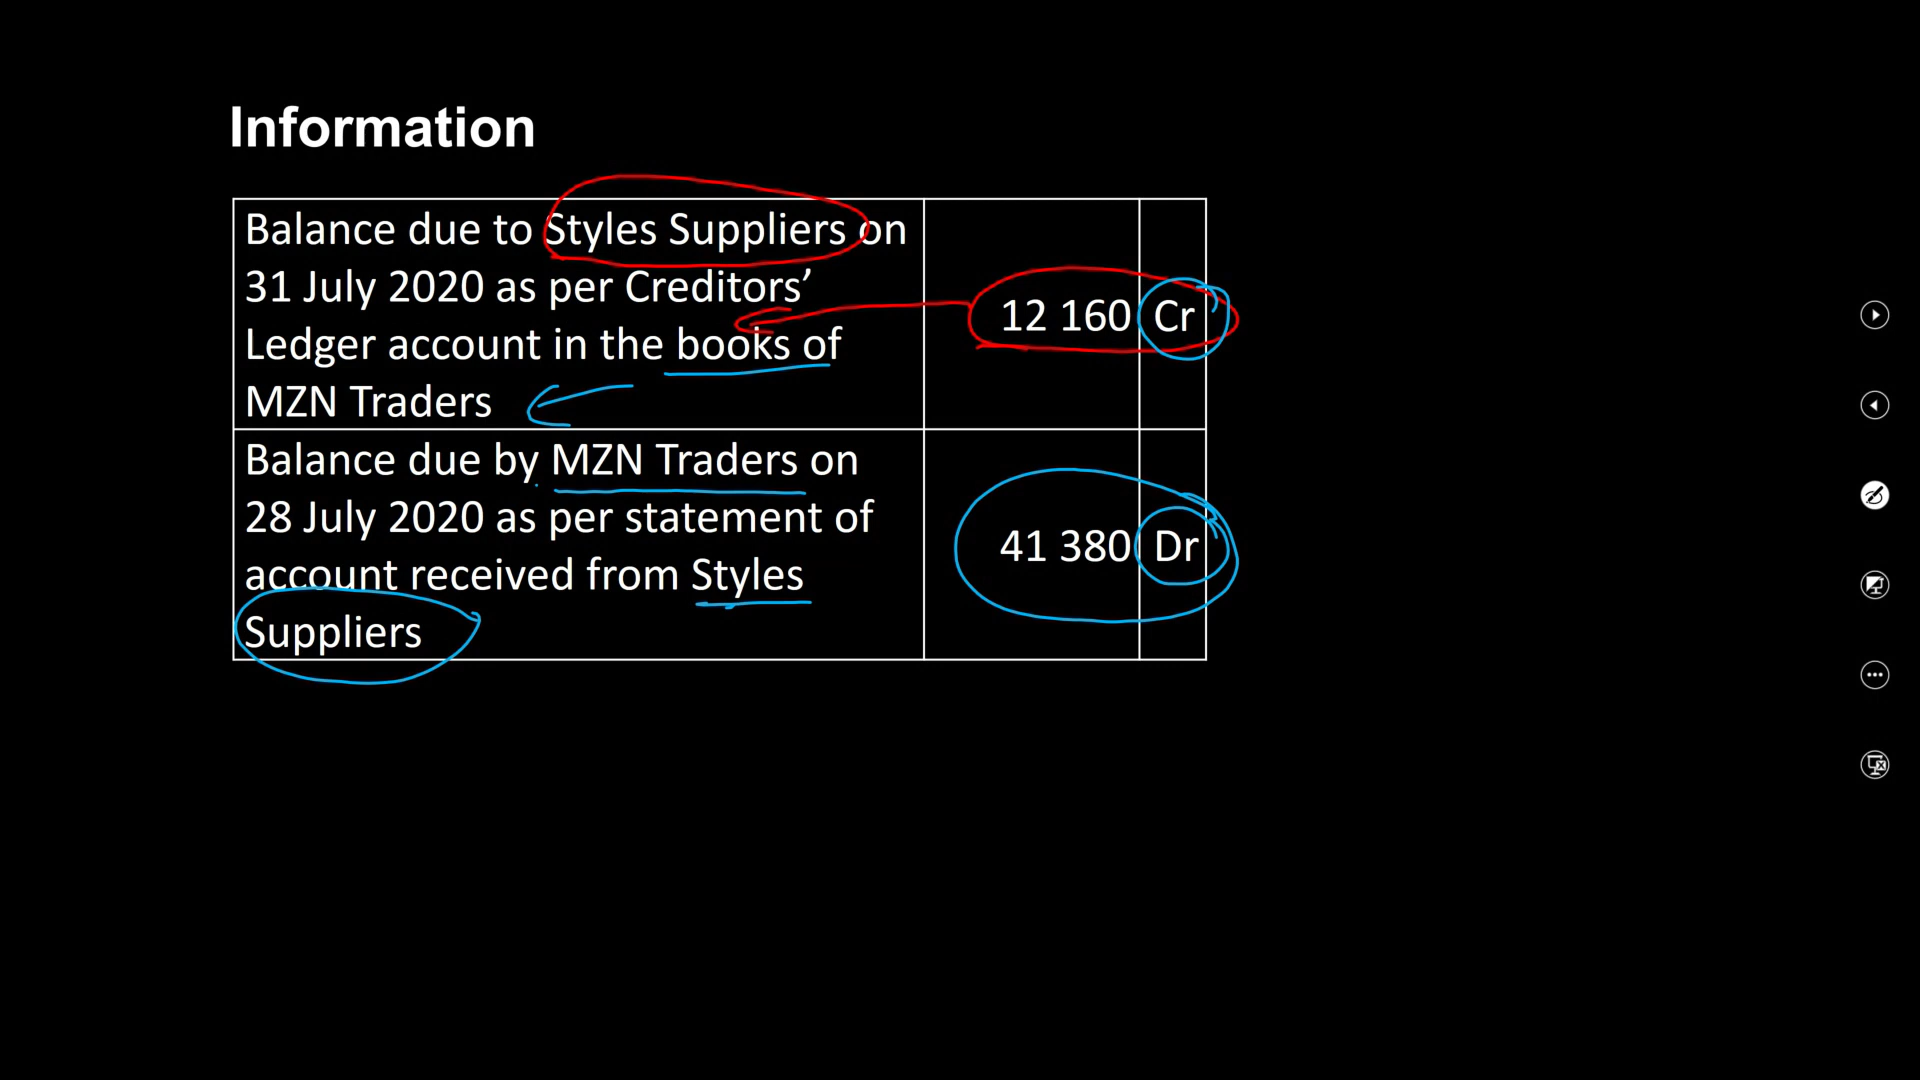 Information
Balance due to Styles Suppliers on
31 July 2020 as per Creditors’
Ledger account in the books of
MZN Traders
12 160 Cr
Balance due by MZN Traders on
28 July 2020 as per statement of
account received from Styles
Suppliers
41 380 Dr